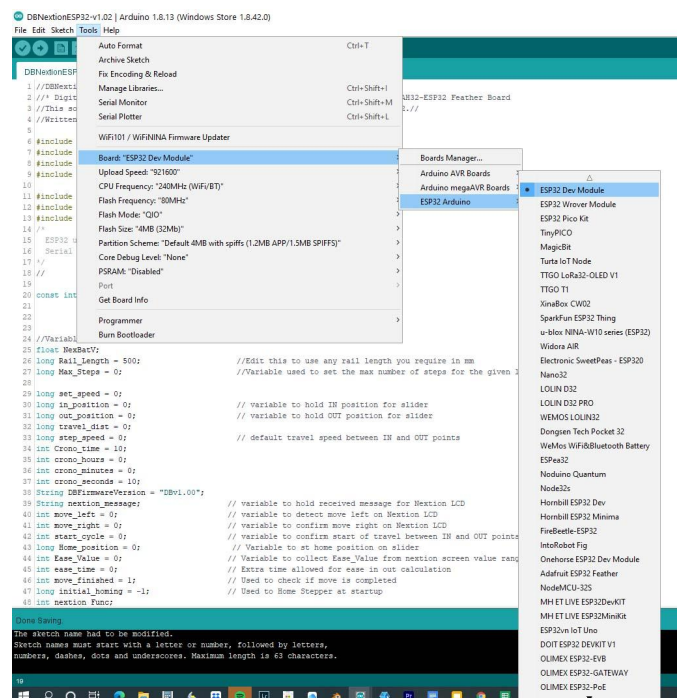 DBNextionESP32-v1.02 | Arduino 1.8.13 (Windows Store 1.8.42.0)
File Edit Sketch Tools Help
Auto Format Ctrl+T
Archive Sketch
Fix Encoding & Reload
Manage Libraries... Ctrl+Shift+I
Serial Monitor Ctrl+Shift+M
Serial Plotter Ctrl+Shift+L
WiFi101 / WiFiNINA Firmware Updater
Board: "ESP32 Dev Module"
Upload Speed: "921600"
CPU Frequency: "240MHz (WiFi/BT)"
Flash Frequency: "80MHz"
Flash Mode: "QIO"
Flash Size: "4MB (32Mb)"
Partition Scheme: "Default 4MB with spiffs (1.2MB APP/1.5MB SPIFFS)"
Core Debug Level: "None"
PSRAM: "Disabled"
Port
Get Board Info
Programmer
Burn Bootloader
Boards Manager...
Arduino AVR Boards
Arduino megaAVR Boards
ESP32 Arduino
ESP32 Dev Module
ESP32 Wrover Module
ESP32 Pico Kit
TinyPICO
MagicBit
Turta IoT Node
TTGO LoRa32-OLED V1
TTGO T1
XinaBox CW02
SparkFun ESP32 Thing
u-blox NINA-W10 series (ESP32)
Widora AIR
Electronic SweetPeas - ESP320
Nano32
LOLIN D32
LOLIN D32 PRO
WEMOS LOLIN32
Dongsen Tech Pocket 32
WeMos WiFi&Bluetooth Battery
ESPea32
Noduino Quantum
Node32s
Hornbill ESP32 Dev
Hornbill ESP32 Minima
FireBeetle-ESP32
IntoRobot Fig
Onehorse ESP32 Dev Module
Adafruit ESP32 Feather
NodeMCU-32S
MH ET LIVE ESP32DevKIT
MH ET LIVE ESP32MiniKit
ESP32vn IoT Uno
DOIT ESP32 DEVKIT V1
OLIMEX ESP32-EVB
OLIMEX ESP32-GATEWAY
OLIMEX ESP32-PoE
DBNextionESP
1 //DBNexti
2 //* Digit AH32-ESP32 Feather Board
3 //This so 2.//
4 //Written
5
6 #include
7 #include
8 #include
9 #include
10
11 #include
12 #include
13 #include
14 /*
15 ESP32 u
16 Serial
17 */
18 //
19
20 const int
21
22
23
24 //Variabl
25 float NexBatV;
26 long Rail_Length = 500; //Edit this to use any rail length you require in mm
27 long Max_Steps = 0; //Variable used to set the max number of steps for the given
28
29 long set_speed = 0;
30 long in_position = 0; // variable to hold IN position for slider
31 long out_position = 0; // variable to hold OUT position for slider
32 long travel_dist = 0;
33 long step_speed = 0; // default travel speed between IN and OUT points
34 int Crono_time = 10;
35 int crono_hours = 0;
36 int crono_minutes = 0;
37 int crono_seconds = 10;
38 String DBFirmwareVersion = "DBv1.00";
39 String nextion_message; // variable to hold received message for Nextion LCD
40 int move_left = 0; // variable to detect move left on Nextion LCD
41 int move_right = 0; // variable to confirm move right on Nextion LCD
42 int start_cycle = 0; // variable to confirm start of travel between IN and OUT points
43 long Home_position = 0; // Variable to st home position on slider
44 int Ease_Value = 0; // Variable to collect Ease_Value from nextion screen value rang
45 int ease_time = 0; // Extra time allowed for ease in out calculation
46 int move_finished = 1; // Used to check if move is completed
47 long initial_homing = -1; // Used to Home Stepper at startup
48 int nextion Func;
Done Saving.
The sketch name had to be modified.
Sketch names must start with a letter or number, followed by letters,
numbers, dashes, dots and underscores. Maximum length is 63 characters.
19